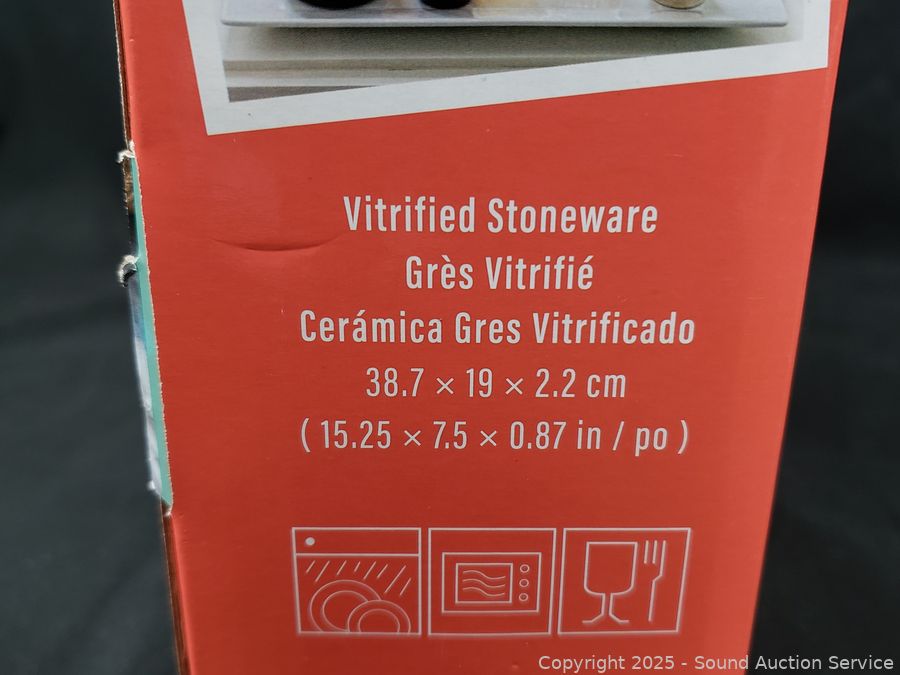 Vitrified Stoneware
Grès Vitrifié
Cerámica Gres Vitrificado
38.7 × 19 × 2.2 cm
( 15.25 × 7.5 × 0.87 in / po )
Copyright 2025 - Sound Auction Service